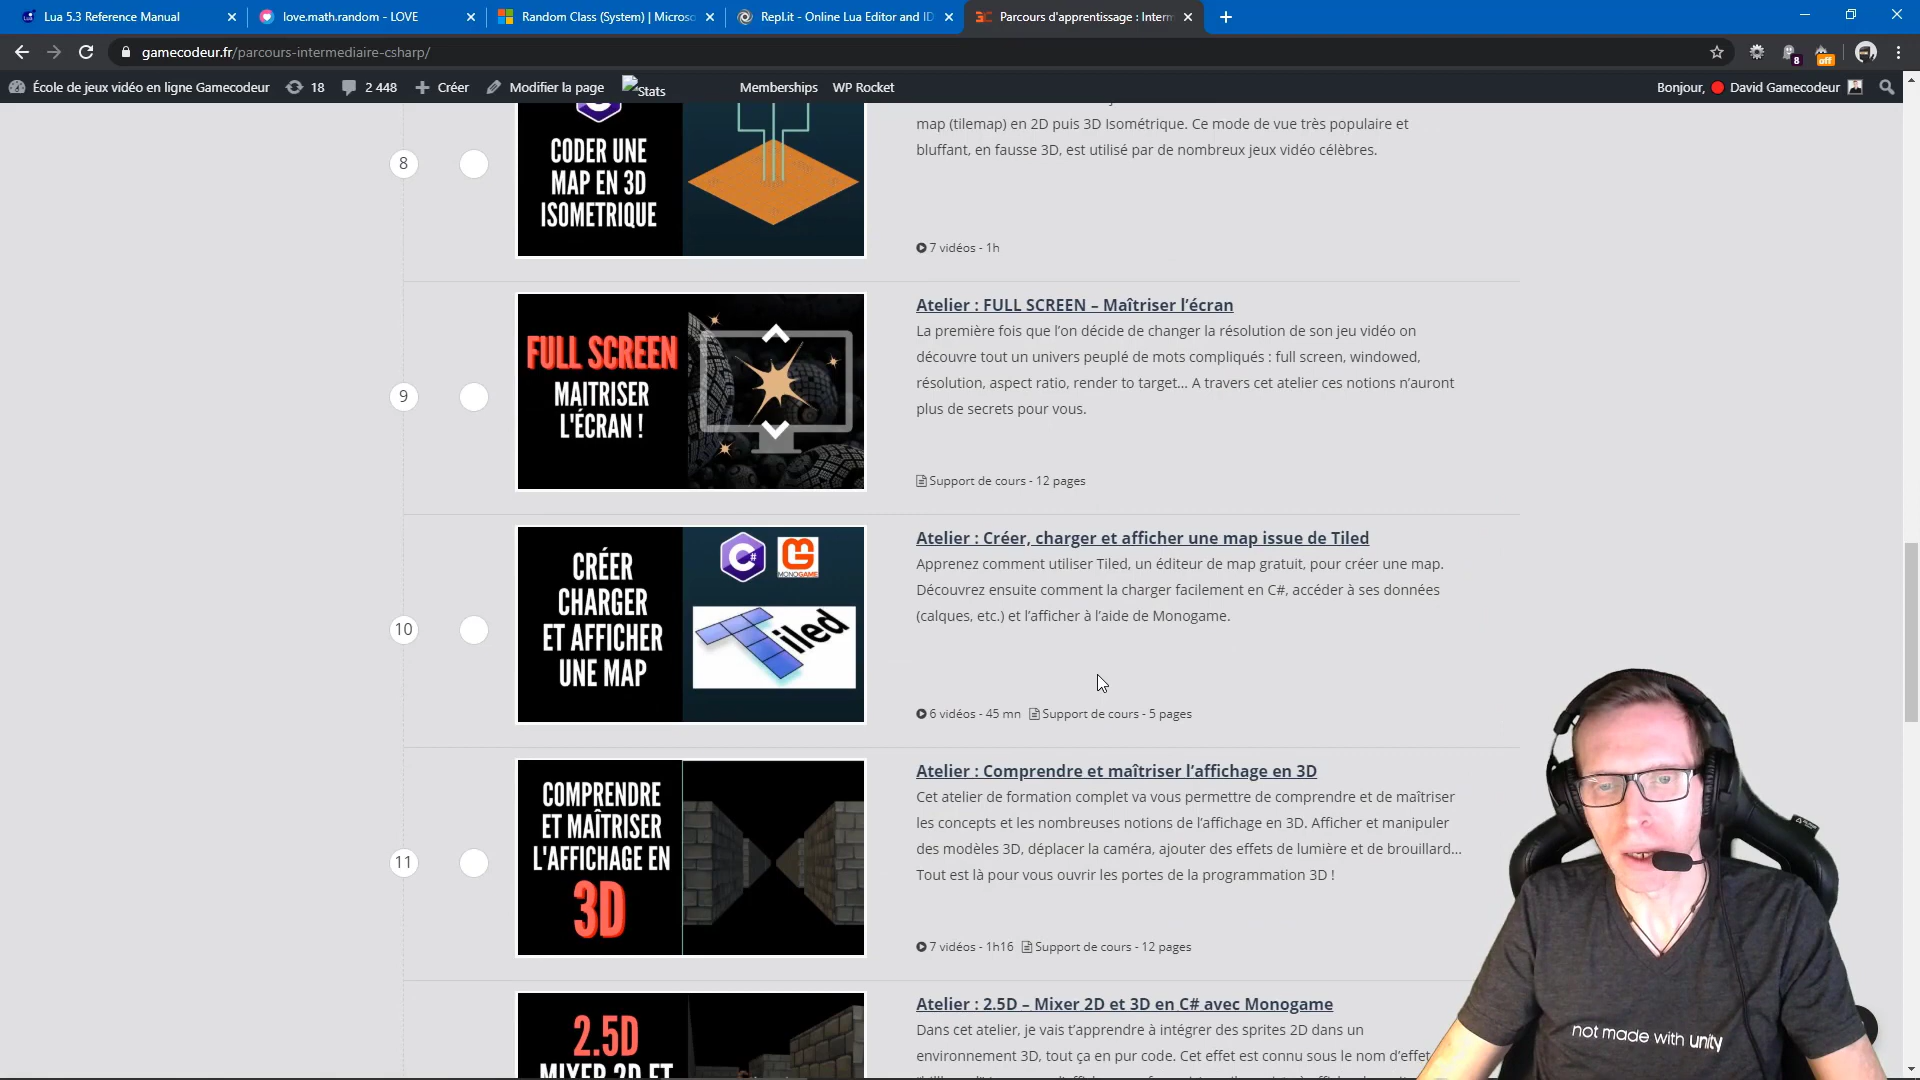 Lua 5.3 Reference Manual
love.math.random - LOVE
Random Class (System) | Micros
Repl.it - Online Lua Editor and ID
Parcours d'apprentissage : Interm
gamecodeur.fr/parcours-intermediaire-csharp/
8
off
École de jeux vidéo en ligne Gamecodeur
18
2 448
Créer
Modifier la page
Stats
Memberships
WP Rocket
Bonjour,
David Gamecodeur
8
CODER UNE
MAP EN 3D
ISOMETRIQUE
map (tilemap) en 2D puis 3D Isométrique. Ce mode de vue très populaire et
bluffant, en fausse 3D, est utilisé par de nombreux jeux vidéo célèbres.
7 vidéos - 1h
9
FULL SCREEN
MAITRISER
L'ÉCRAN !
Atelier : FULL SCREEN – Maîtriser l'écran
La première fois que l'on décide de changer la résolution de son jeu vidéo on
découvre tout un univers peuplé de mots compliqués : full screen, windowed,
résolution, aspect ratio, render to target… A travers cet atelier ces notions n'auront
plus de secrets pour vous.
Support de cours - 12 pages
10
CRÉER
CHARGER
ET AFFICHER
UNE MAP
C#
MONOGAME
Tiled
Atelier : Créer, charger et afficher une map issue de Tiled
Apprenez comment utiliser Tiled, un éditeur de map gratuit, pour créer une map.
Découvrez ensuite comment la charger facilement en C#, accéder à ses données
(calques, etc.) et l'afficher à l'aide de Monogame.
6 vidéos - 45 mn
Support de cours - 5 pages
11
COMPRENDRE
ET MAÎTRISER
L'AFFICHAGE EN
3D
Atelier : Comprendre et maîtriser l'affichage en 3D
Cet atelier de formation complet va vous permettre de comprendre et de maîtriser
les concepts et les nombreuses notions de l'affichage en 3D. Afficher et manipuler
des modèles 3D, déplacer la caméra, ajouter des effets de lumière et de brouillard…
Tout est là pour vous ouvrir les portes de la programmation 3D !
7 vidéos - 1h16
Support de cours - 12 pages
2.5D
MIXER 2D ET
Atelier : 2.5D – Mixer 2D et 3D en C# avec Monogame
Dans cet atelier, je vais t'apprendre à intégrer des sprites 2D dans un
environnement 3D, tout ça en pur code. Cet effet est connu sous le nom d'effet
not made with unity